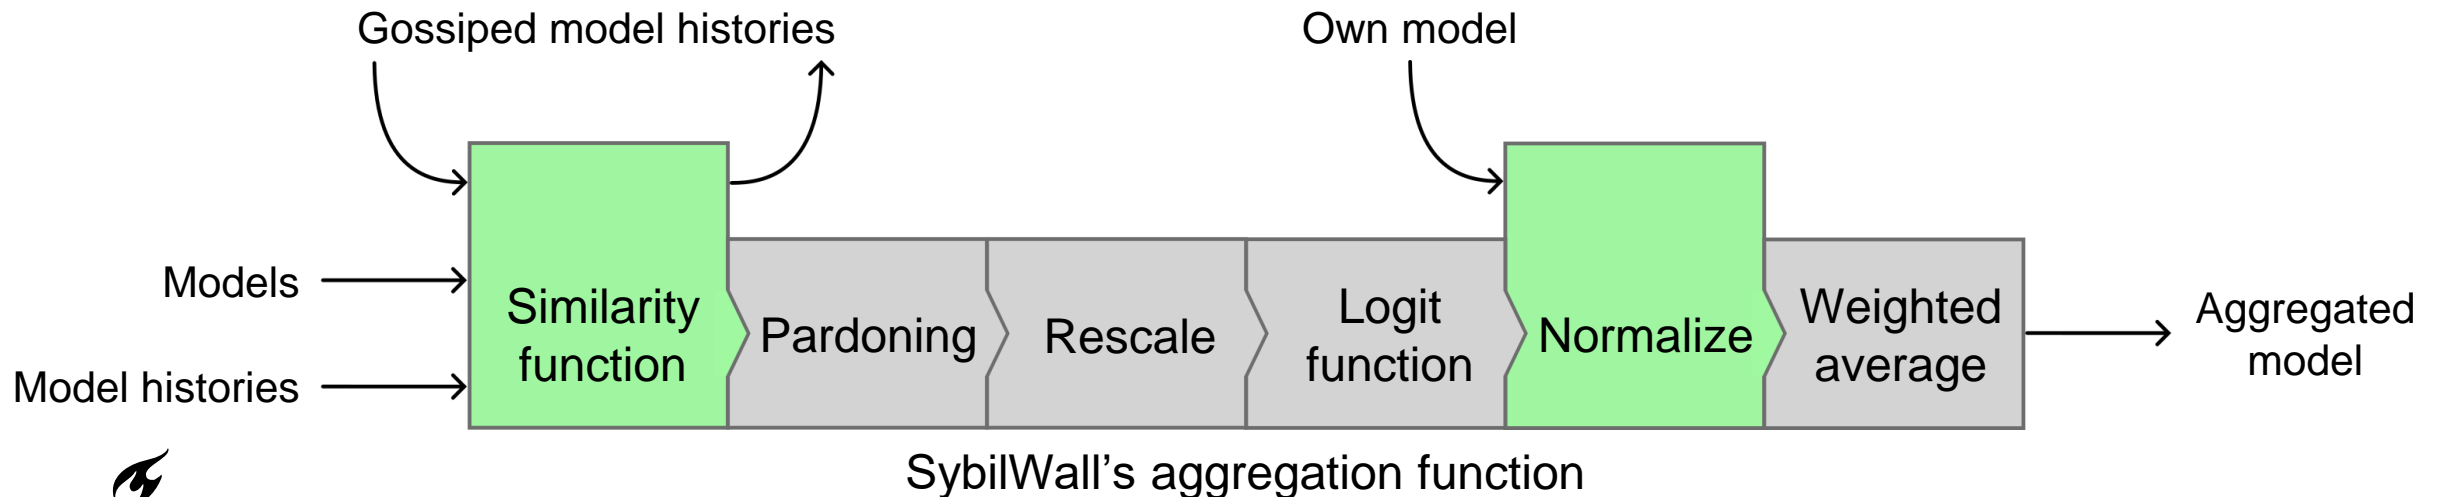 Gossiped model histories
Own model
Models
Model histories
Similarity
function
Pardoning
Rescale
Logit
function
Normalize
Weighted
average
Aggregated
model
SybilWall's aggregation function